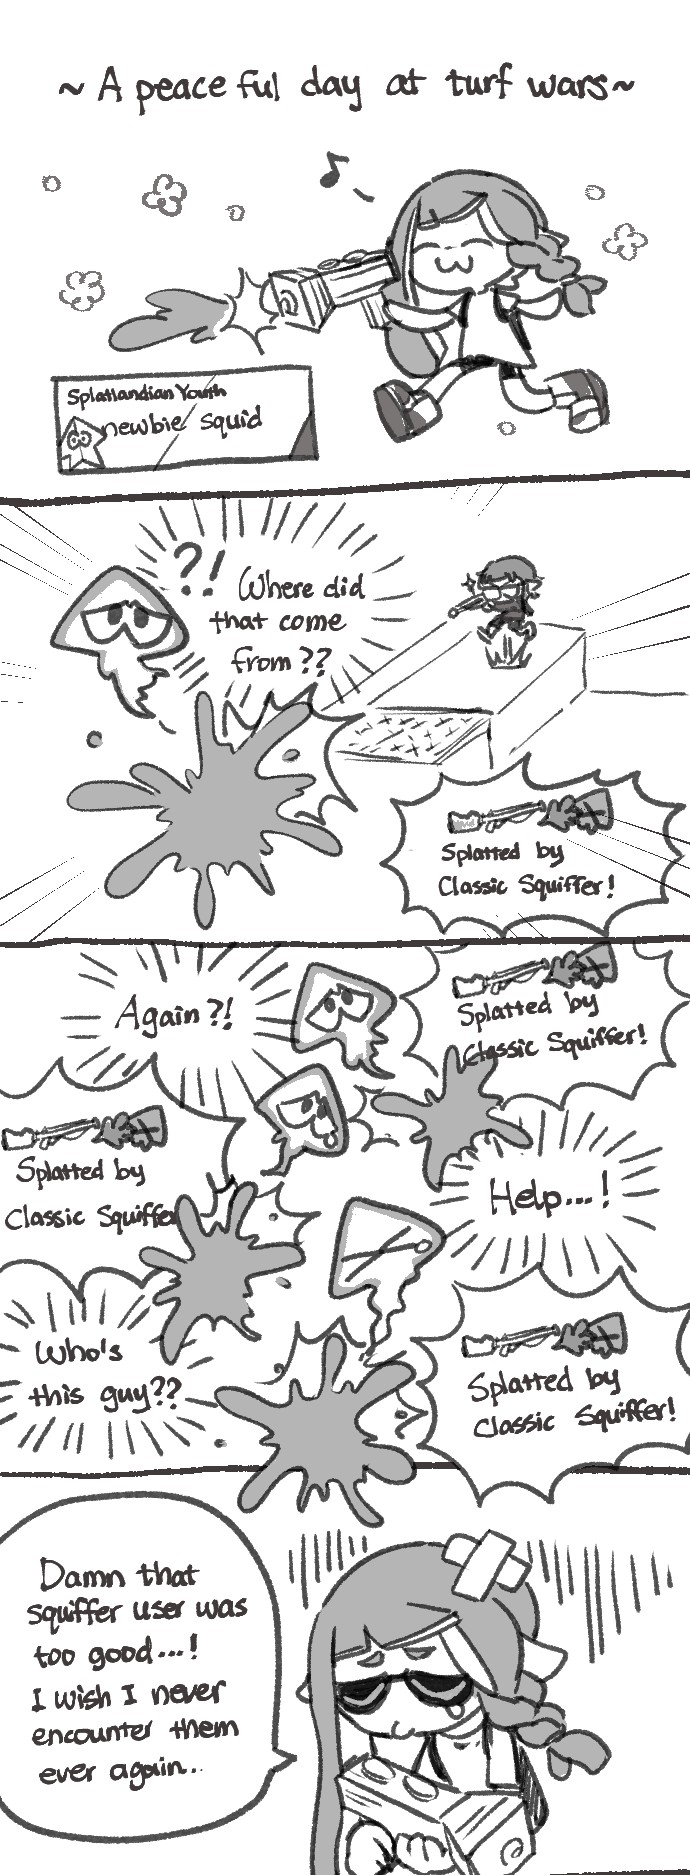 ~ A peaceful day at turf wars ~
Splatlandian Youth
newbie squid
?! Where did
that come
from??
Splatted by
Classic Squiffer!
Again?!
Splatted by
Classic Squiffer!
Splatted by
Classic Squiffer
Help...!
Who's
this guy??
Splatted by
Classic Squiffer!
Damn that
squiffer user was
too good...!
I wish I never
encounter them
ever again..